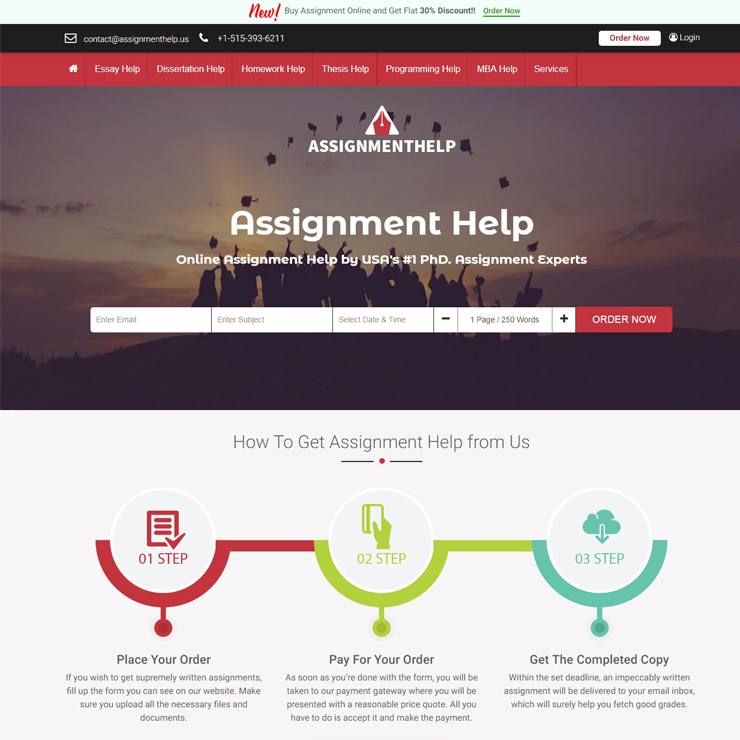 New! Buy Assignment Online and Get Flat 30% Discount!! Order Now
contact@assignmenthelp.us +1-515-393-6211 Order Now Login
Essay Help Dissertation Help Homework Help Thesis Help Programming Help MBA Help Services
ASSIGNMENTHELP
Assignment Help
Online Assignment Help by USA's #1 PhD. Assignment Experts
Enter Email Enter Subject Select Date & Time 1 Page / 250 Words ORDER NOW
How To Get Assignment Help from Us
01 STEP
02 STEP
03 STEP
Place Your Order
If you wish to get supremely written assignments,
fill up the form you can see on our website. Make
sure you upload all the necessary files and
documents.
Pay For Your Order
As soon as you're done with the form, you will be
taken to our payment gateway where you will be
presented with a reasonable price quote. All you
have to do is accept it and make the payment.
Get The Completed Copy
Within the set deadline, an impeccably written
assignment will be delivered to your email inbox,
which will surely help you fetch good grades.